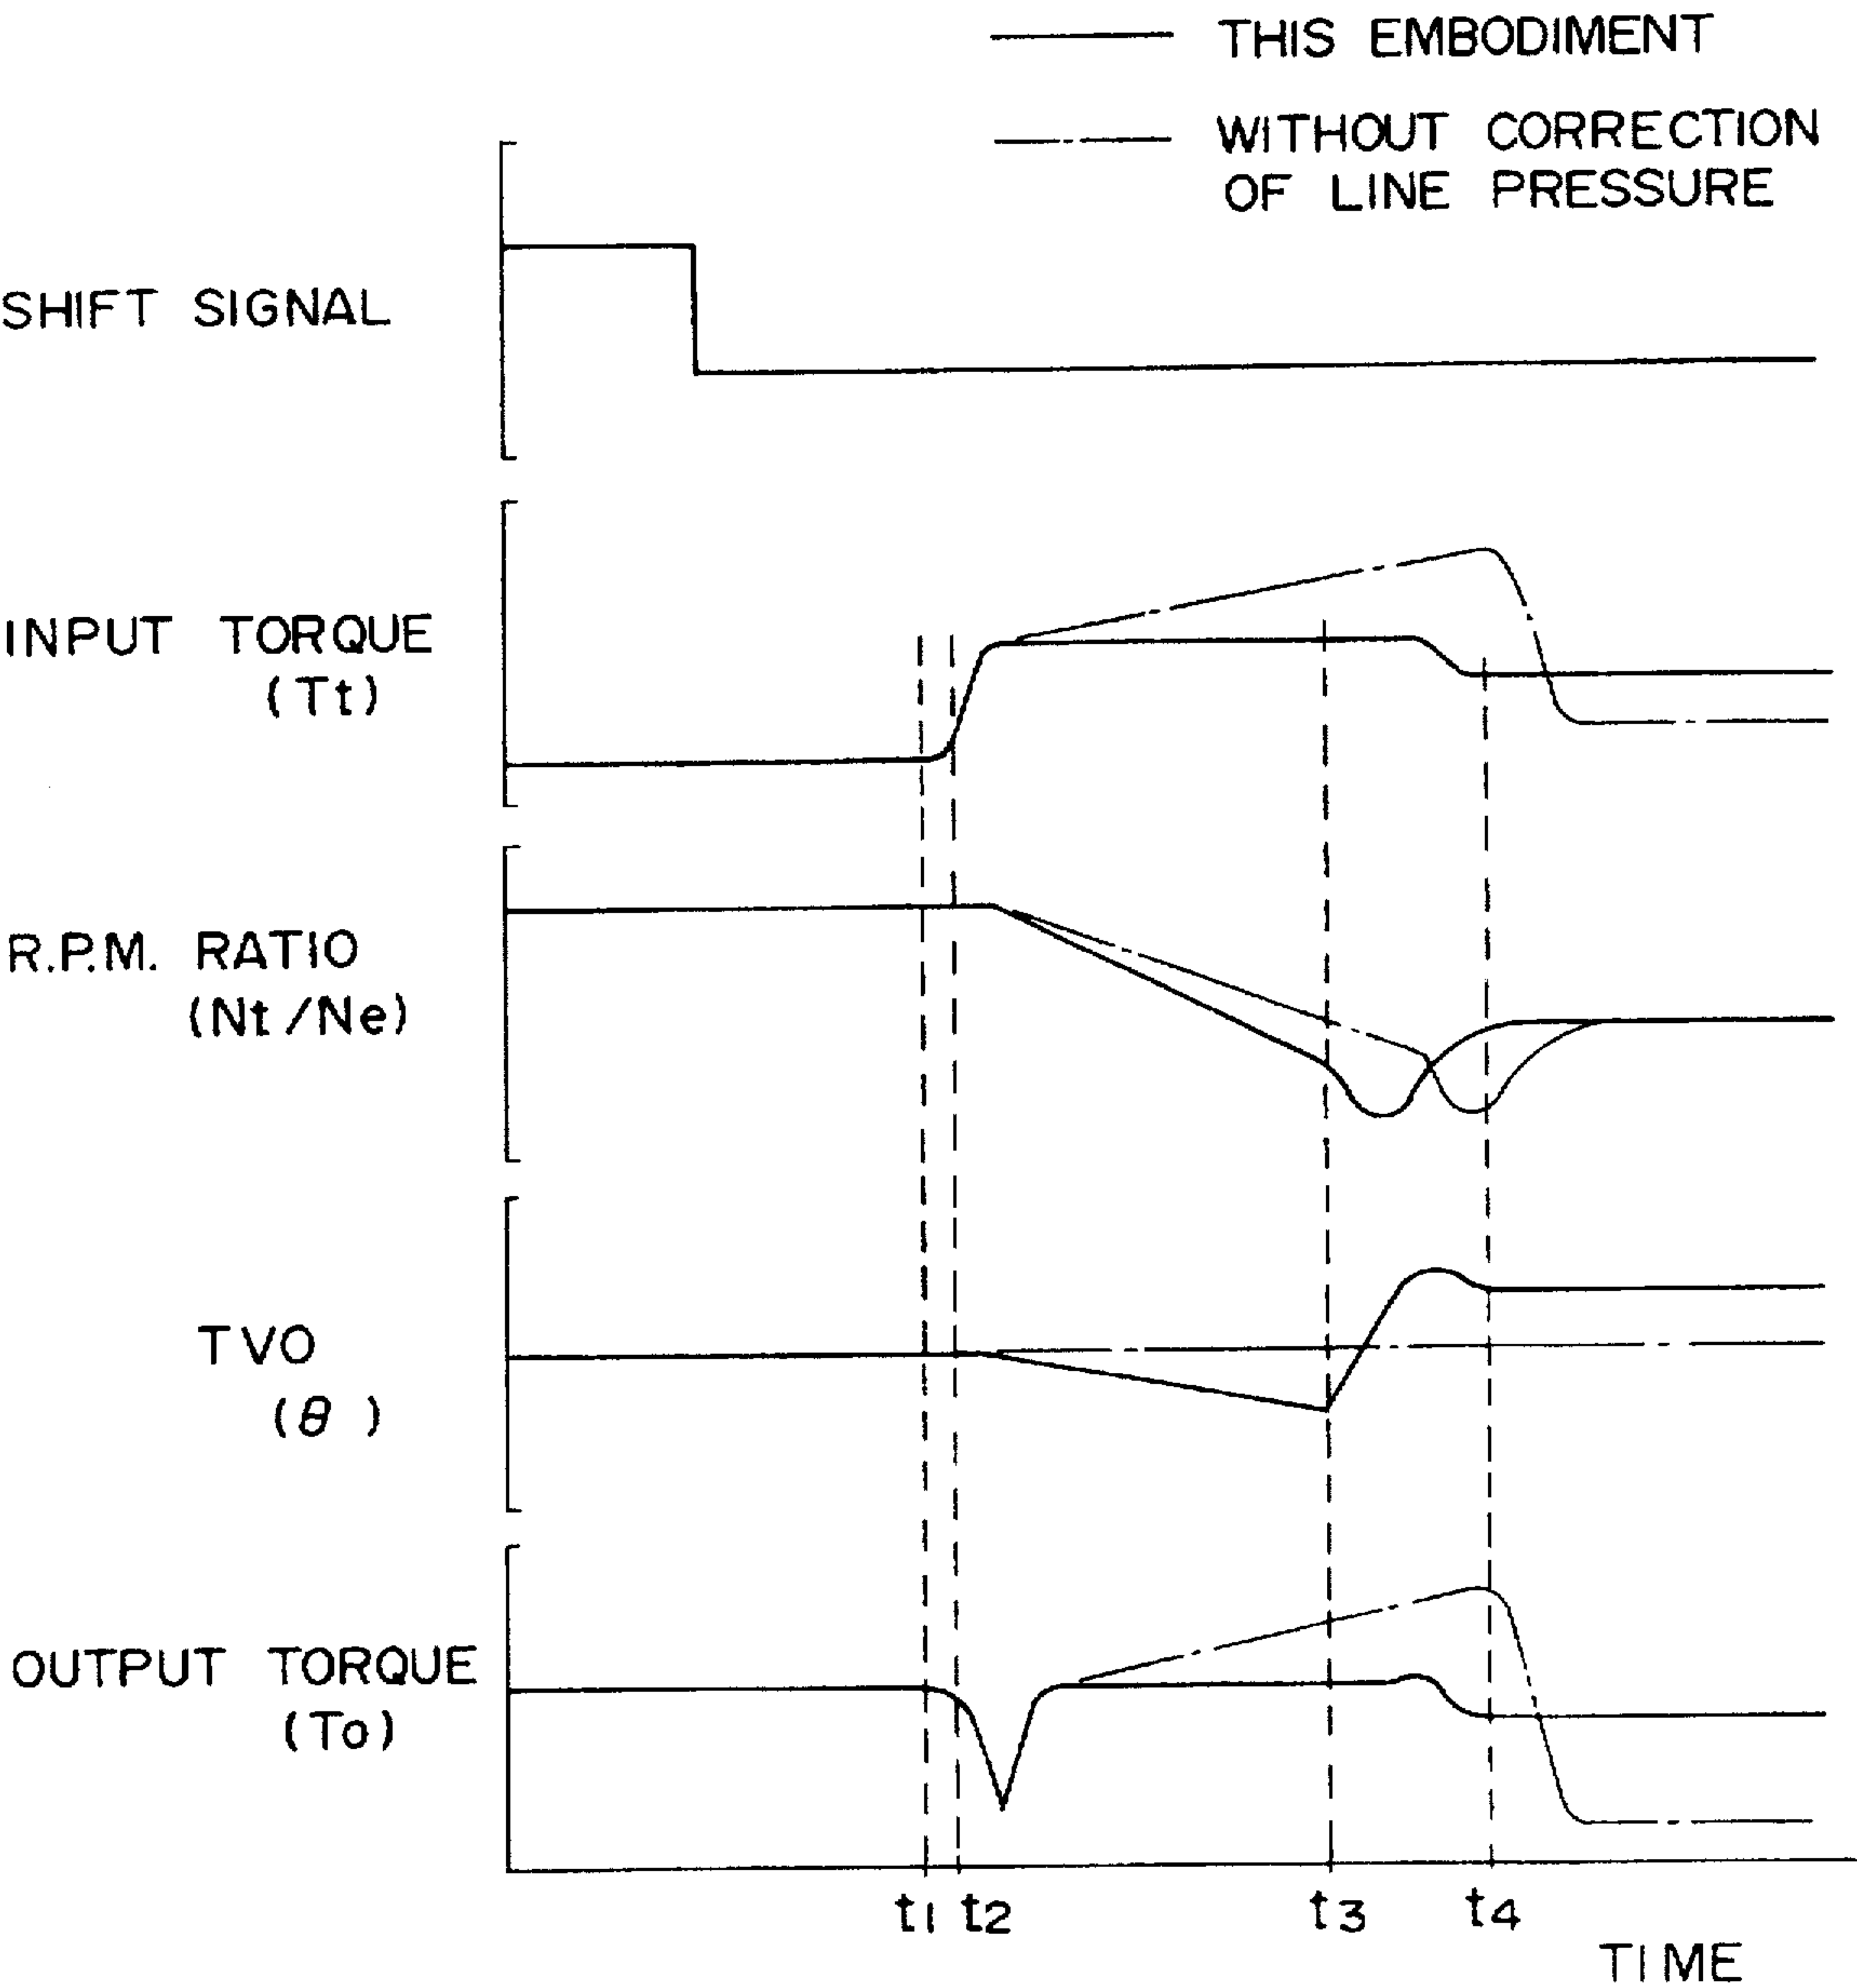 THIS EMBODIMENT
WITHOUT CORRECTION
OF LINE PRESSURE
SHIFT SIGNAL
INPUT TORQUE
(Tt)
R.P.M. RATIO
(Nt/Ne)
TVO
(θ)
OUTPUT TORQUE
(To)
t1 t2 t3 t4
TIME